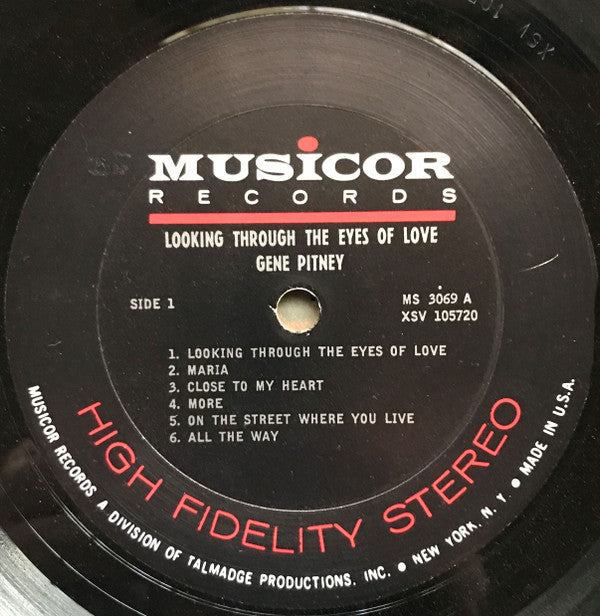 MUSICOR
RECORDS
LOOKING THROUGH THE EYES OF LOVE
GENE PITNEY
SIDE 1
MS 3069 A
XSV 105720
1. LOOKING THROUGH THE EYES OF LOVE
2. MARIA
3. CLOSE TO MY HEART
4. MORE
5. ON THE STREET WHERE YOU LIVE
6. ALL THE WAY
HIGH FIDELITY STEREO
MUSICOR RECORDS A DIVISION OF TALMADGE PRODUCTIONS. INC. ● NEW YORK. N. Y. ● MADE IN U.S.A.